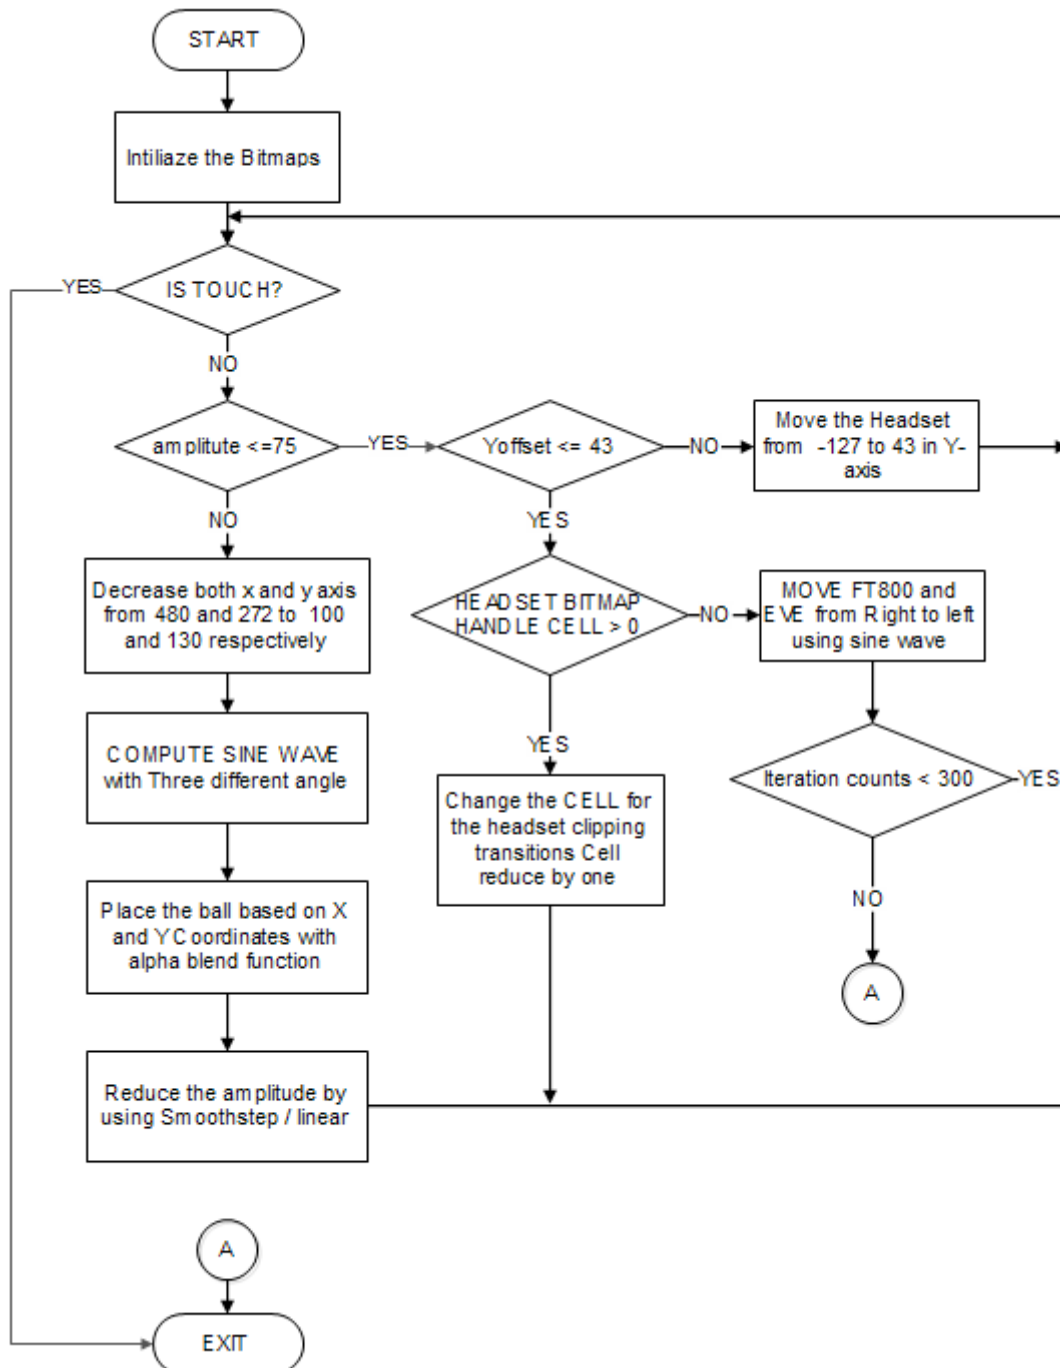 START
Intiliaze the Bitmaps
IS TOUCH?
YES
NO
amplitute <=75
YES
Yoffset <= 43
NO
Move the Headset
from -127 to 43 in Y-
axis
NO
YES
Decrease both x and y axis
from 480 and 272 to 100
and 130 respectively
HEADSET BITMAP
HANDLE CELL > 0
NO
MOVE FT800 and
EVE from Right to left
using sine wave
COMPUTE SINE WAVE
with Three different angle
YES
Iteration counts < 300
YES
Change the CELL for
the headset clipping
transitions Cell
reduce by one
NO
Place the ball based on X
and Y Coordinates with
alpha blend function
A
Reduce the amplitude by
using Smoothstep / linear
A
EXIT